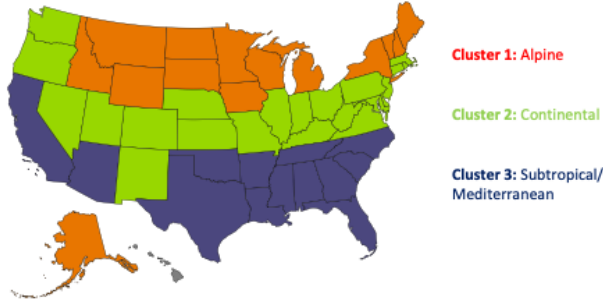 Cluster 1: Alpine
Cluster 2: Continental
Cluster 3: Subtropical/
Mediterranean